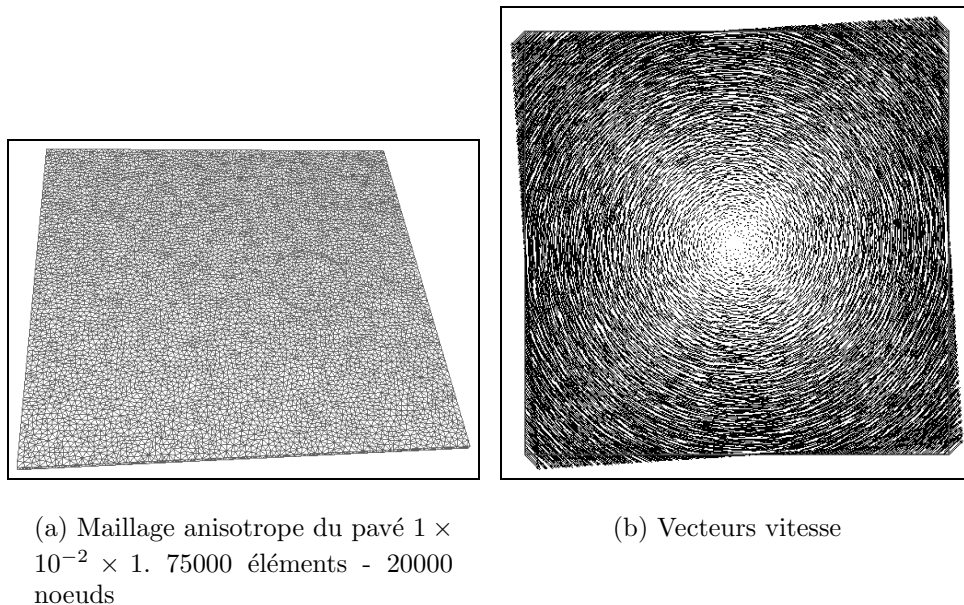 (a) Maillage anisotrope du pavé 1 ×
10⁻² × 1. 75000 éléments - 20000
noeuds
(b) Vecteurs vitesse